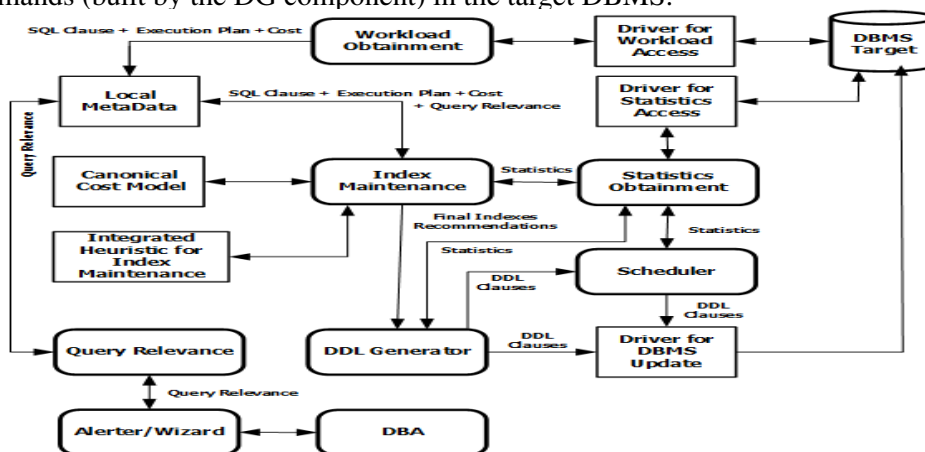 mands (built by the DG component) in the target DBMS.
SQL Clause + Execution Plan + Cost
Workload
Obtainment
Driver for
Workload
Access
DBMS
Target
Local
MetaData
SQL Clause + Execution Plan + Cost
+ Query Relevance
Driver for
Statistics
Access
Query Relevance
Canonical
Cost Model
Index
Maintenance
Statistics
Statistics
Obtainment
Final Indexes
Recommendations
Statistics
Statistics
Integrated
Heuristic for
Index
Maintenance
DDL
Clauses
Scheduler
DDL
Clauses
Query Relevance
DDL Generator
DDL
Clauses
Driver for
DBMS
Update
Query Relevance
Alerter/Wizard
DBA